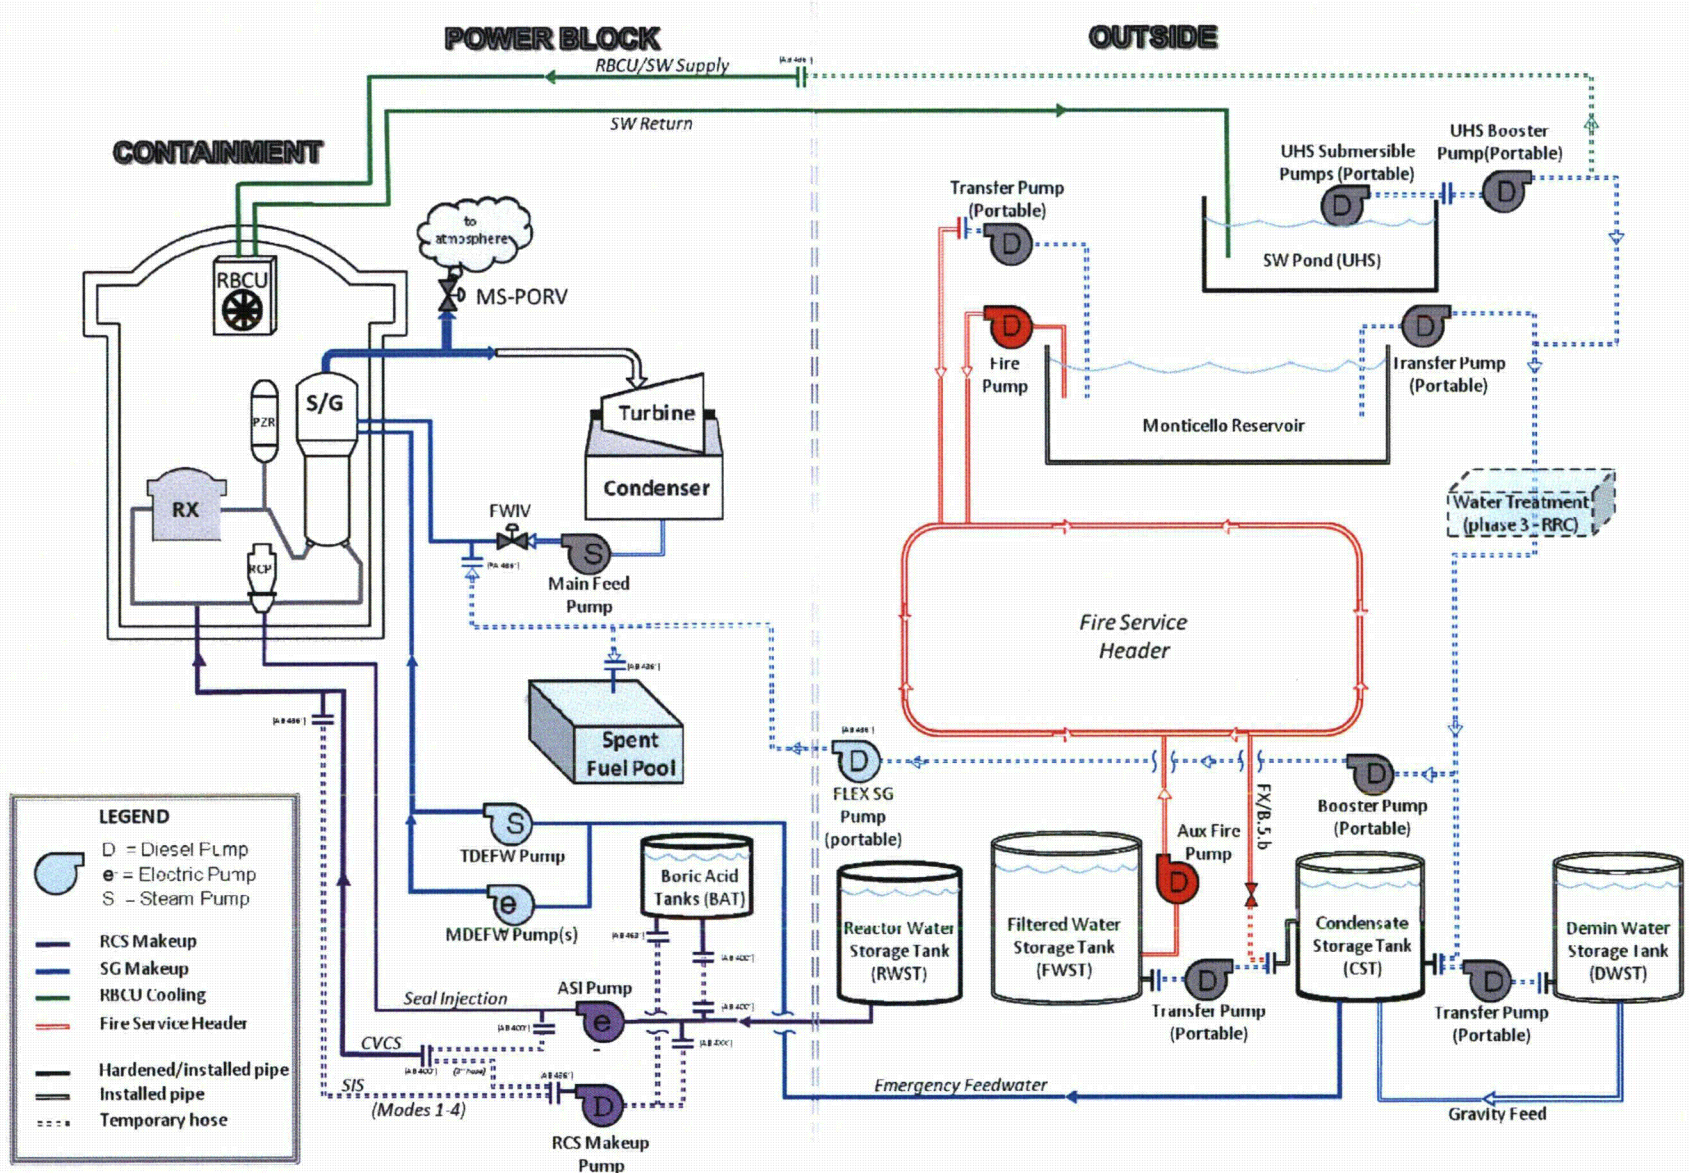 POWER BLOCK
OUTSIDE
RBCU/SW Supply
SW Return
CONTAINMENT
UHS Booster
Pump(Portable)
UHS Submersible
Pumps (Portable)
Transfer Pump
(Portable)
D
D
D
to
atmosphere
SW Pond (UHS)
RBCU
MS-PORV
D
D
Fire
Pump
Transfer Pump
(Portable)
S/G
PZR
Turbine
Monticello Reservoir
Condenser
RX
FWIV
Water Treatment
(phase 3 - RRC)
S
RCP
Main Feed
Pump
Fire Service
Header
Spent
Fuel Pool
D
FLEX SG
Pump
(portable)
D
Booster Pump
(Portable)
FX/B.5.b
LEGEND
D = Diesel Pump
e = Electric Pump
S = Steam Pump
RCS Makeup
SG Makeup
RBCU Cooling
Fire Service Header
Hardened/installed pipe
Installed pipe
Temporary hose
S
TDEFW Pump
e
MDEFW Pump(s)
Boric Acid
Tanks (BAT)
Reactor Water
Storage Tank
(RWST)
Filtered Water
Storage Tank
(FWST)
Aux Fire
Pump
D
Condensate
Storage Tank
(CST)
Demin Water
Storage Tank
(DWST)
D
Transfer Pump
(Portable)
D
Transfer Pump
(Portable)
Seal Injection
ASI Pump
e
CVCS
SIS
(Modes 1-4)
D
RCS Makeup
Pump
Emergency Feedwater
Gravity Feed